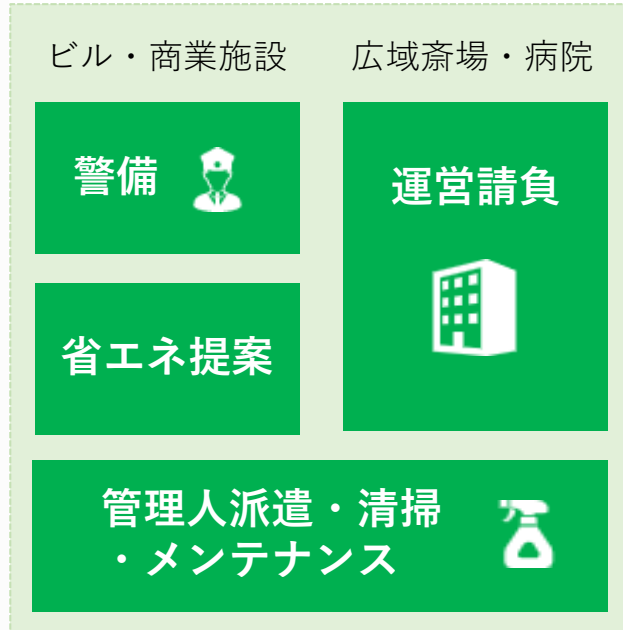 ビル・商業施設
広域斎場・病院
警備
運営請負
省エネ提案
管理人派遣・清掃
・メンテナンス